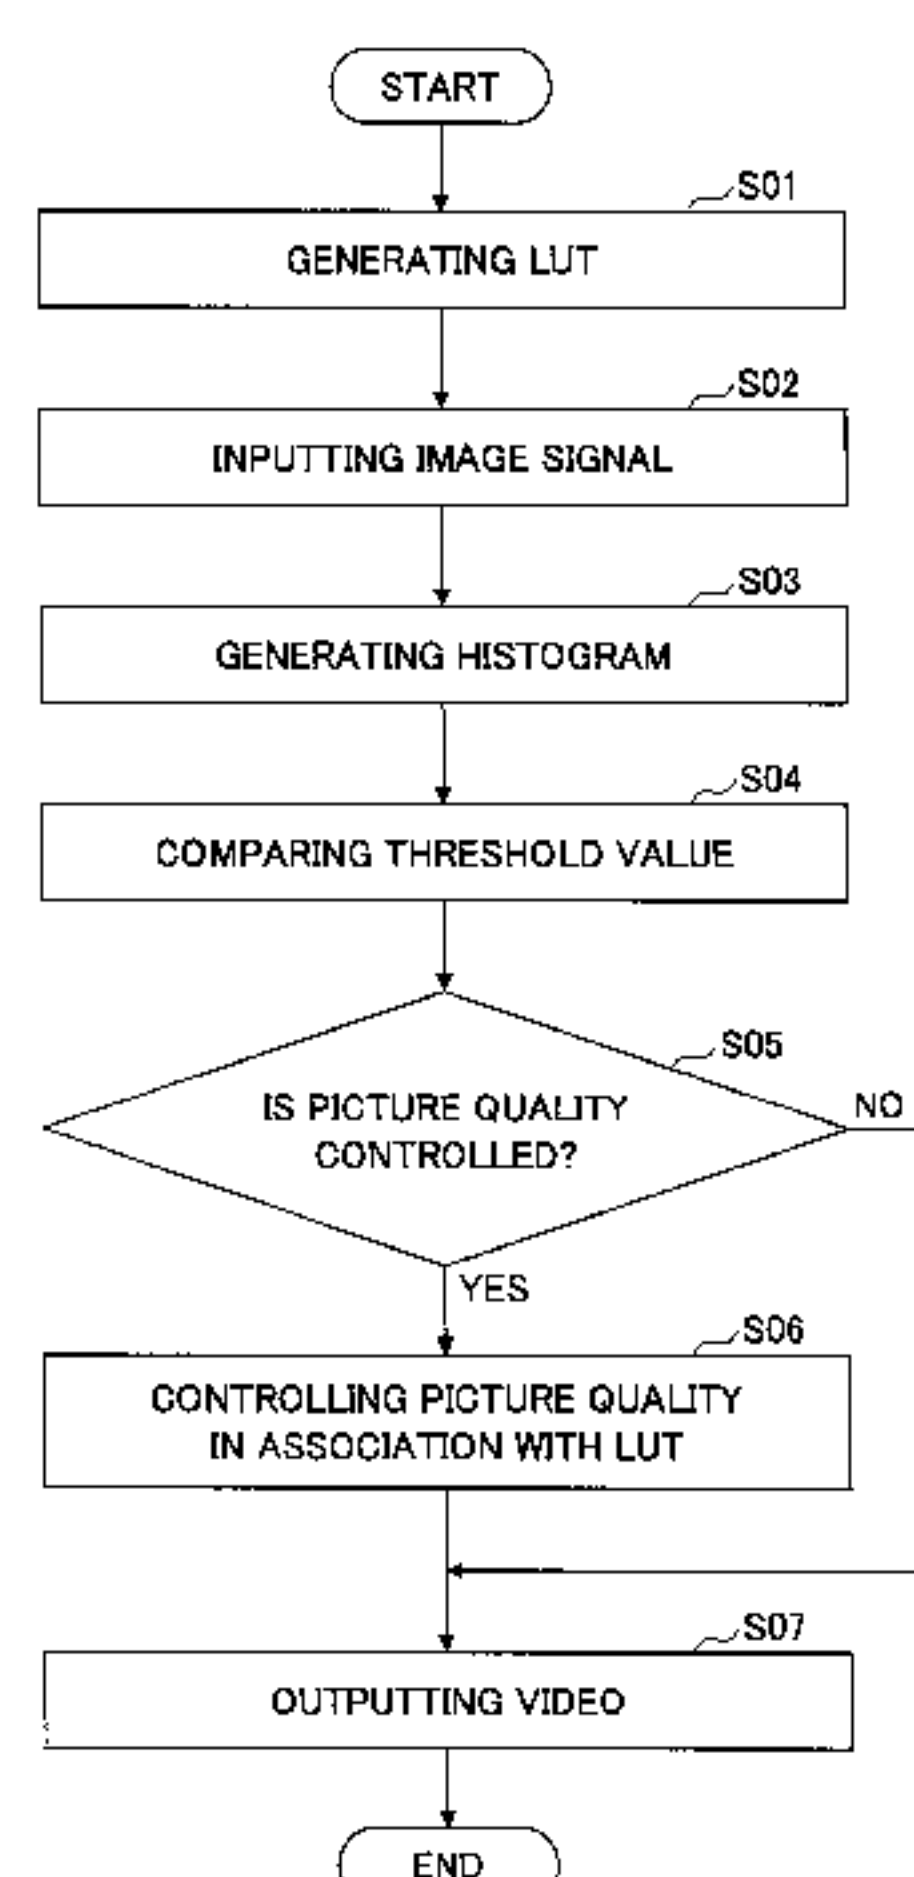 START
S01
GENERATING LUT
S02
INPUTTING IMAGE SIGNAL
S03
GENERATING HISTOGRAM
S04
COMPARING THRESHOLD VALUE
S05
IS PICTURE QUALITY
CONTROLLED?
NO
YES
S06
CONTROLLING PICTURE QUALITY
IN ASSOCIATION WITH LUT
S07
OUTPUTTING VIDEO
END